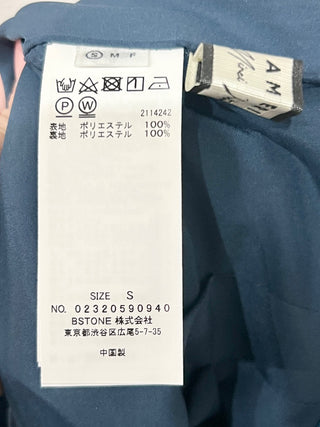 S M F
P W
2114242
表地 ポリエステル 100%
裏地 ポリエステル 100%
SIZE S
NO. 02320590940
BSTONE 株式会社
東京都渋谷区広尾5-7-35
中国製
AM